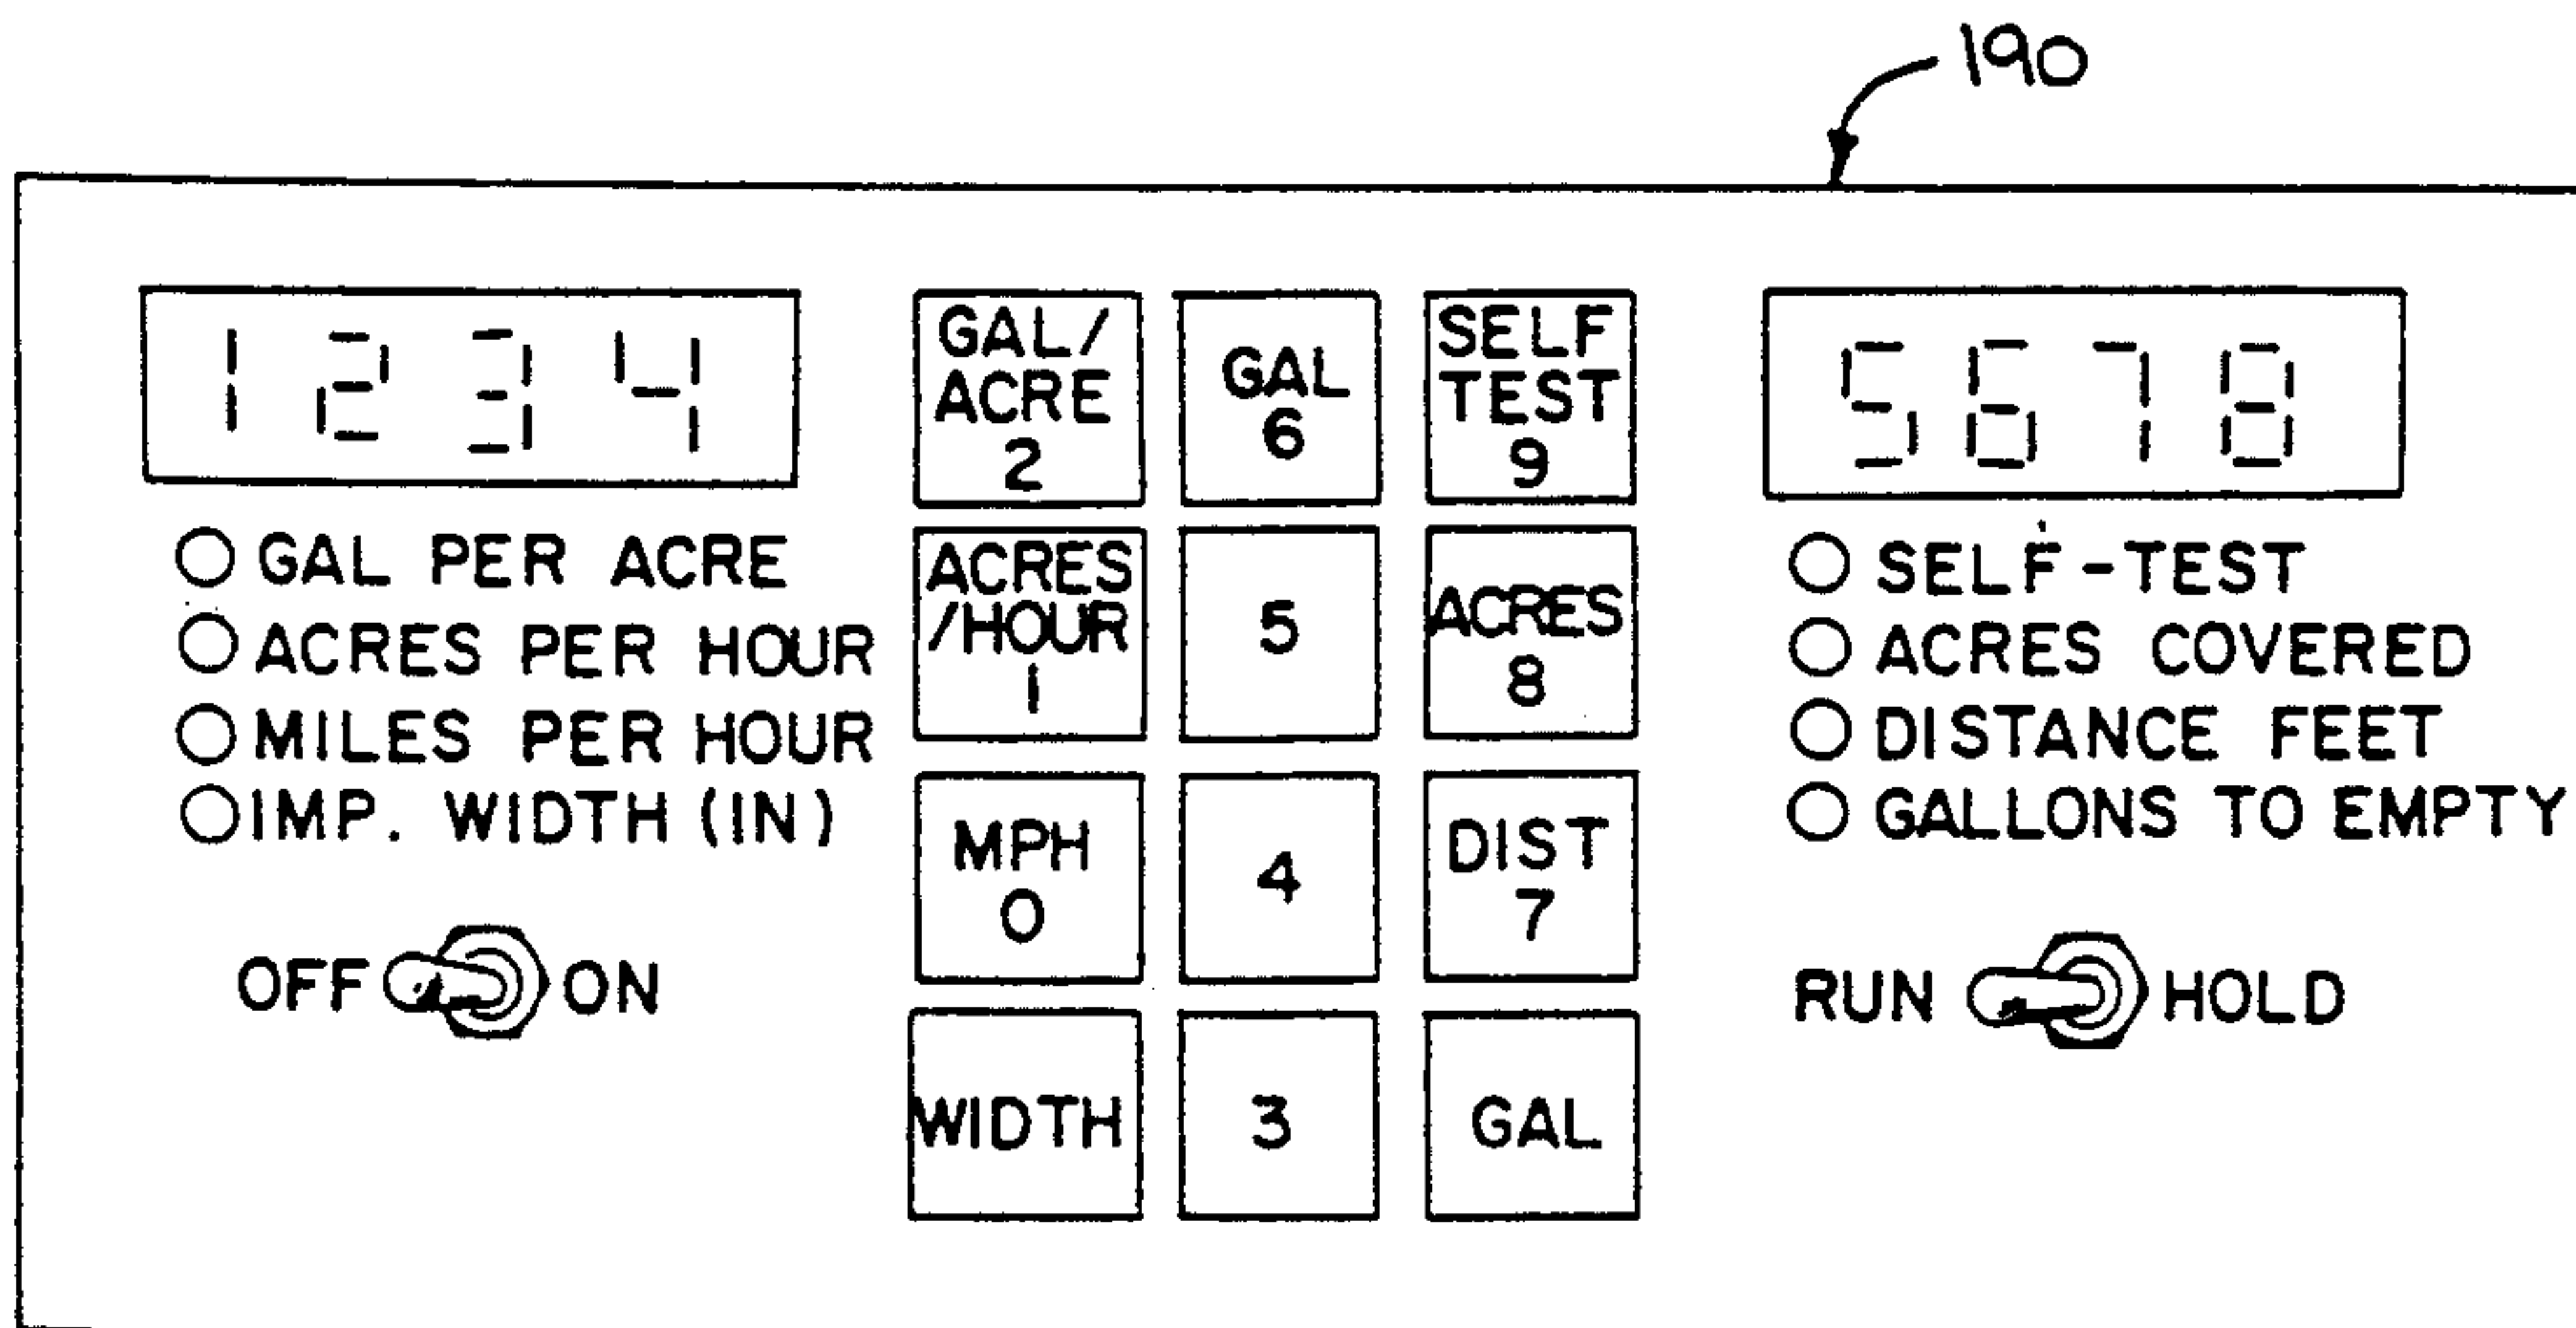 190
1234
GAL PER ACRE
ACRES PER HOUR
MILES PER HOUR
IMP. WIDTH (IN)
OFF ON
GAL/
ACRE
2
GAL
6
SELF
TEST
9
ACRES
/HOUR
1
5
ACRES
8
MPH
0
4
DIST
7
WIDTH
3
GAL
5678
SELF-TEST
ACRES COVERED
DISTANCE FEET
GALLONS TO EMPTY
RUN HOLD